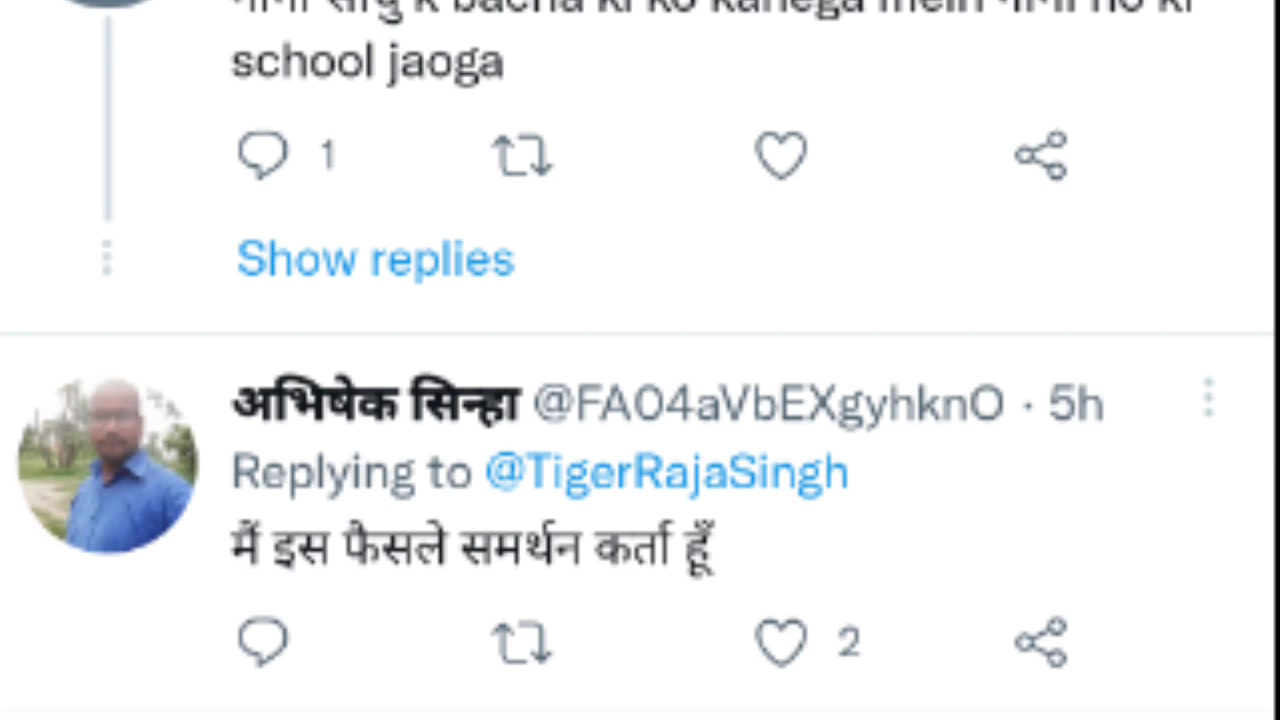 school jaoga
1
Show replies
अभिषेक सिन्हा @FA04aVbEXgyhknO · 5h
Replying to @TigerRajaSingh
मैं इस फैसले समर्थन कर्ता हूँ
2